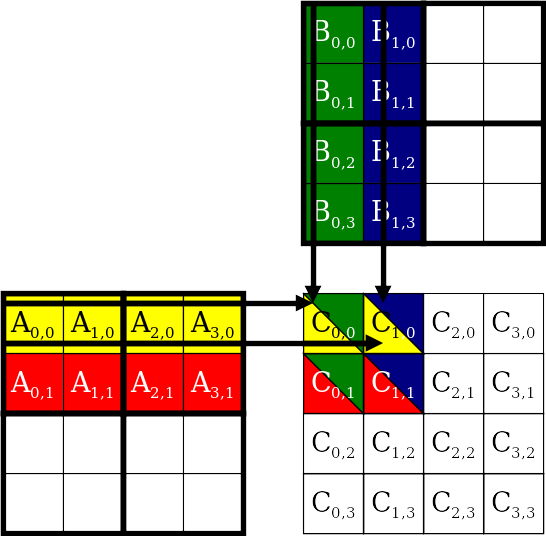 B0,0 B1,0
B0,1 B1,1
B0,2 B1,2
B0,3 B1,3
A0,0 A1,0 A2,0 A3,0 C0,0 C1,0 C2,0 C3,0
A0,1 A1,1 A2,1 A3,1 C0,1 C1,1 C2,1 C3,1
C0,2 C1,2 C2,2 C3,2
C0,3 C1,3 C2,3 C3,3